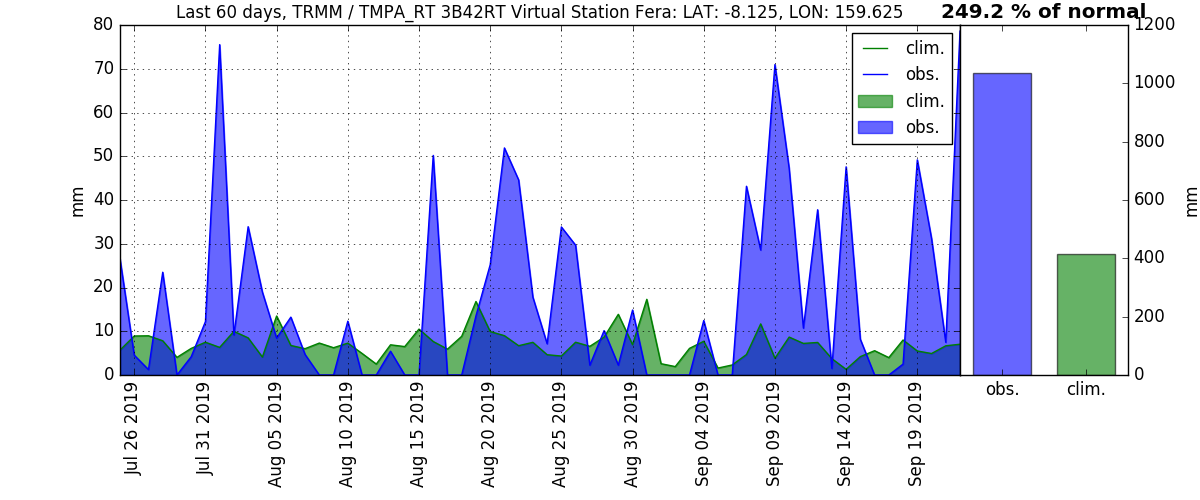 Last 60 days, TRMM / TMPA_RT 3B42RT Virtual Station Fera: LAT: -8.125, LON: 159.625
249.2 % of normal
80
70
60
50
40
30
20
10
0
mm
clim.
obs.
clim.
obs.
1200
1000
800
600
400
200
0
mm
Jul 26 2019
Jul 31 2019
Aug 05 2019
Aug 10 2019
Aug 15 2019
Aug 20 2019
Aug 25 2019
Aug 30 2019
Sep 04 2019
Sep 09 2019
Sep 14 2019
Sep 19 2019
obs.
clim.